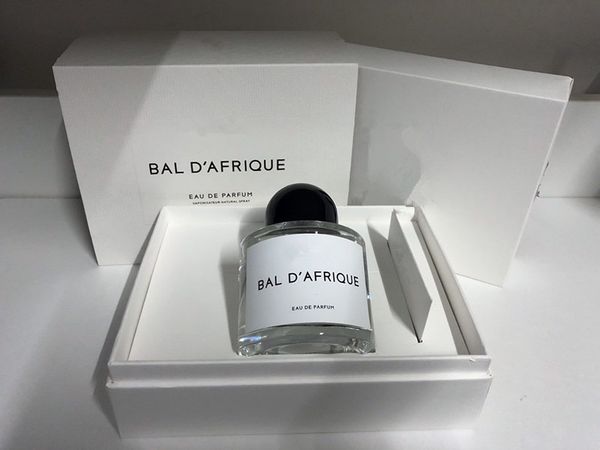 BAL D'AFRIQUE
EAU DE PARFUM
VAPORISATEUR NATURAL SPRAY
BAL D'AFRIQUE
EAU DE PARFUM